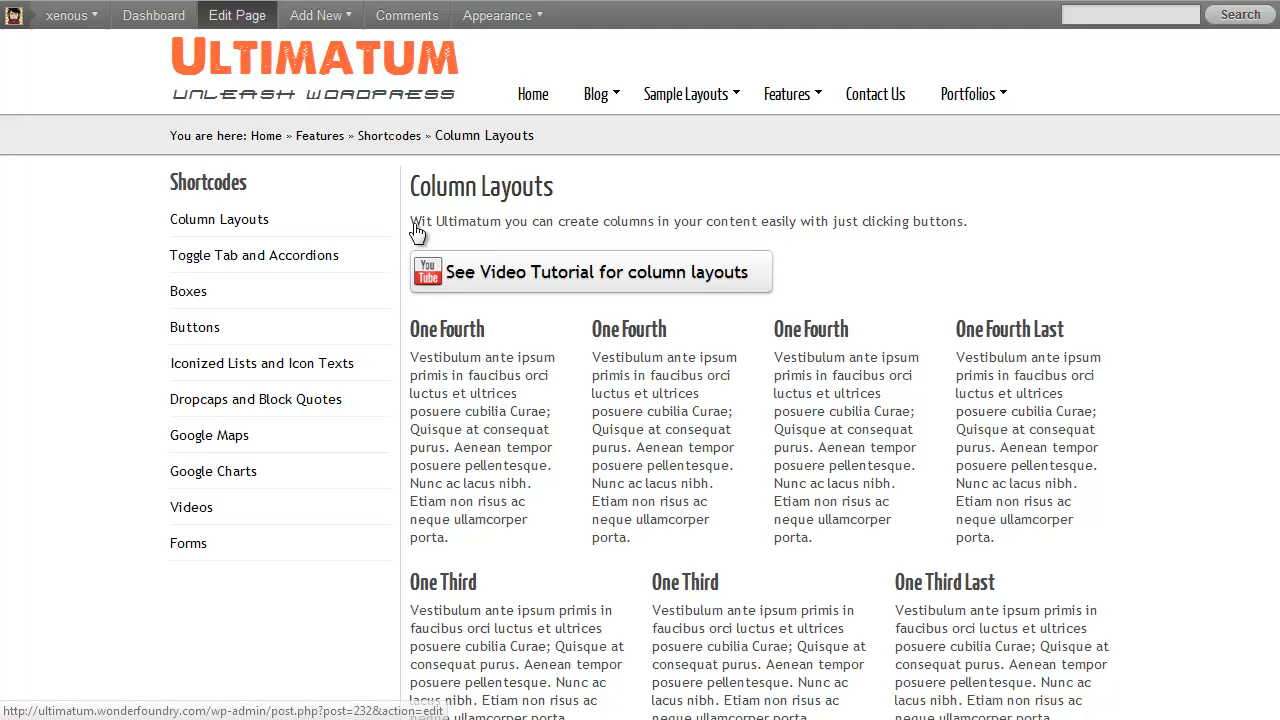 xenous Dashboard Edit Page Add New Comments Appearance Search
ULTIMATUM
UNLEASH WORDPRESS
Home Blog Sample Layouts Features Contact Us Portfolios
You are here: Home » Features » Shortcodes » Column Layouts
Shortcodes
Column Layouts
Toggle Tab and Accordions
Boxes
Buttons
Iconized Lists and Icon Texts
Dropcaps and Block Quotes
Google Maps
Google Charts
Videos
Forms
Column Layouts
Wit Ultimatum you can create columns in your content easily with just clicking buttons.
You Tube See Video Tutorial for column layouts
One Fourth
Vestibulum ante ipsum
primis in faucibus orci
luctus et ultrices
posuere cubilia Curae;
Quisque at consequat
purus. Aenean tempor
posuere pellentesque.
Nunc ac lacus nibh.
Etiam non risus ac
neque ullamcorper
porta.
One Fourth
Vestibulum ante ipsum
primis in faucibus orci
luctus et ultrices
posuere cubilia Curae;
Quisque at consequat
purus. Aenean tempor
posuere pellentesque.
Nunc ac lacus nibh.
Etiam non risus ac
neque ullamcorper
porta.
One Fourth
Vestibulum ante ipsum
primis in faucibus orci
luctus et ultrices
posuere cubilia Curae;
Quisque at consequat
purus. Aenean tempor
posuere pellentesque.
Nunc ac lacus nibh.
Etiam non risus ac
neque ullamcorper
porta.
One Fourth Last
Vestibulum ante ipsum
primis in faucibus orci
luctus et ultrices
posuere cubilia Curae;
Quisque at consequat
purus. Aenean tempor
posuere pellentesque.
Nunc ac lacus nibh.
Etiam non risus ac
neque ullamcorper
porta.
One Third
Vestibulum ante ipsum primis in
faucibus orci luctus et ultrices
posuere cubilia Curae; Quisque at
consequat purus. Aenean tempor
posuere pellentesque. Nunc ac
lacus nibh. Etiam non risus ac
One Third
Vestibulum ante ipsum primis in
faucibus orci luctus et ultrices
posuere cubilia Curae; Quisque at
consequat purus. Aenean tempor
posuere pellentesque. Nunc ac
lacus nibh. Etiam non risus ac
One Third Last
Vestibulum ante ipsum primis in
faucibus orci luctus et ultrices
posuere cubilia Curae; Quisque at
consequat purus. Aenean tempor
posuere pellentesque. Nunc ac
lacus nibh. Etiam non risus ac
http://ultimatum.wonderfoundry.com/wp-admin/post.php?post=232&action=edit